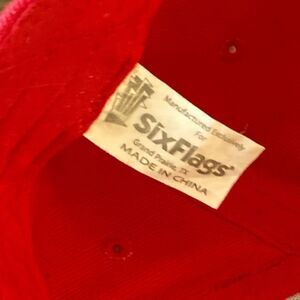 Manufactured Exclusively
For
SixFlags®
Grand Prairie, TX
MADE IN CHINA